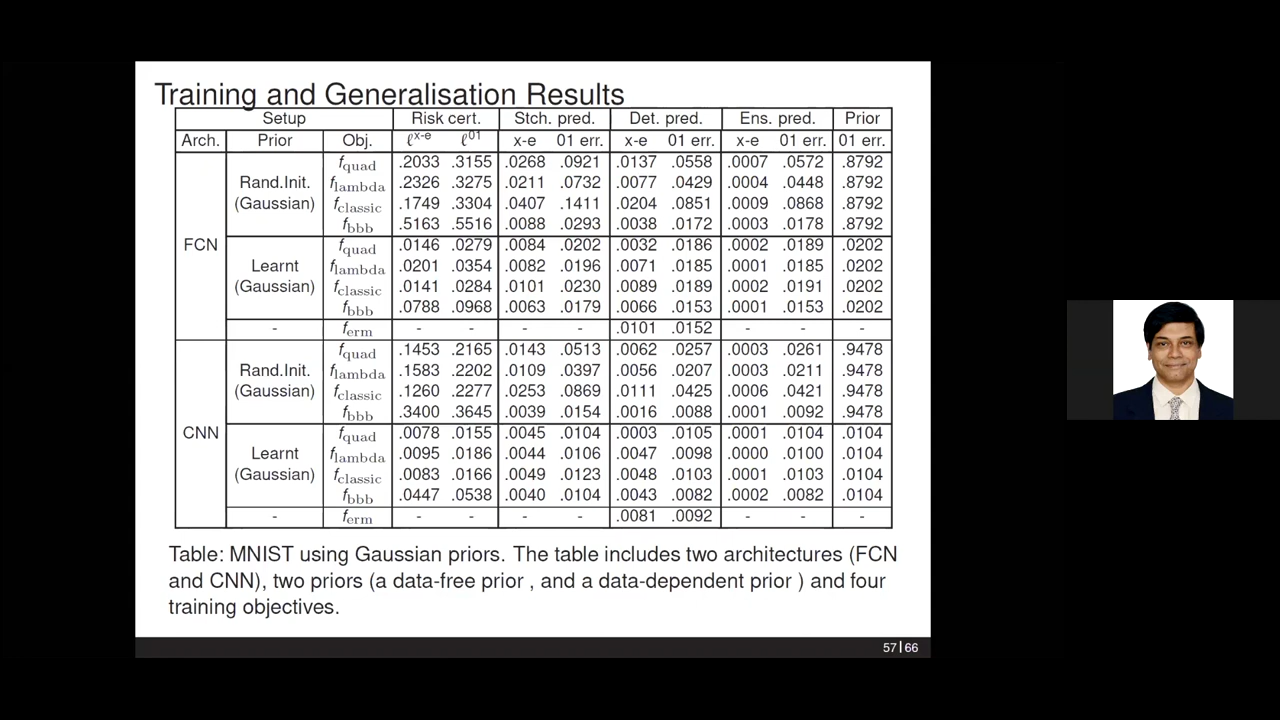 Training and Generalisation Results
Setup Risk cert. Stch. pred. Det. pred. Ens. pred. Prior
Arch. Prior Obj. ℓx-e ℓ01 x-e 01 err. x-e 01 err. x-e 01 err. 01 err.
fquad .2033 .3155 .0268 .0921 .0137 .0558 .0007 .0572 .8792
Rand.Init. flambda .2326 .3275 .0211 .0732 .0077 .0429 .0004 .0448 .8792
(Gaussian) fclassic .1749 .3304 .0407 .1411 .0204 .0851 .0009 .0868 .8792
fbbb .5163 .5516 .0088 .0293 .0038 .0172 .0003 .0178 .8792
FCN fquad .0146 .0279 .0084 .0202 .0032 .0186 .0002 .0189 .0202
Learnt flambda .0201 .0354 .0082 .0196 .0071 .0185 .0001 .0185 .0202
(Gaussian) fclassic .0141 .0284 .0101 .0230 .0089 .0189 .0002 .0191 .0202
fbbb .0788 .0968 .0063 .0179 .0066 .0153 .0001 .0153 .0202
- ferm - - - - .0101 .0152 - - -
fquad .1453 .2165 .0143 .0513 .0062 .0257 .0003 .0261 .9478
Rand.Init. flambda .1583 .2202 .0109 .0397 .0056 .0207 .0003 .0211 .9478
(Gaussian) fclassic .1260 .2277 .0253 .0869 .0111 .0425 .0006 .0421 .9478
fbbb .3400 .3645 .0039 .0154 .0016 .0088 .0001 .0092 .9478
CNN fquad .0078 .0155 .0045 .0104 .0003 .0105 .0001 .0104 .0104
Learnt flambda .0095 .0186 .0044 .0106 .0047 .0098 .0000 .0100 .0104
(Gaussian) fclassic .0083 .0166 .0049 .0123 .0048 .0103 .0001 .0103 .0104
fbbb .0447 .0538 .0040 .0104 .0043 .0082 .0002 .0082 .0104
- ferm - - - - .0081 .0092 - - -
Table: MNIST using Gaussian priors. The table includes two architectures (FCN
and CNN), two priors (a data-free prior , and a data-dependent prior ) and four
training objectives.
57|66